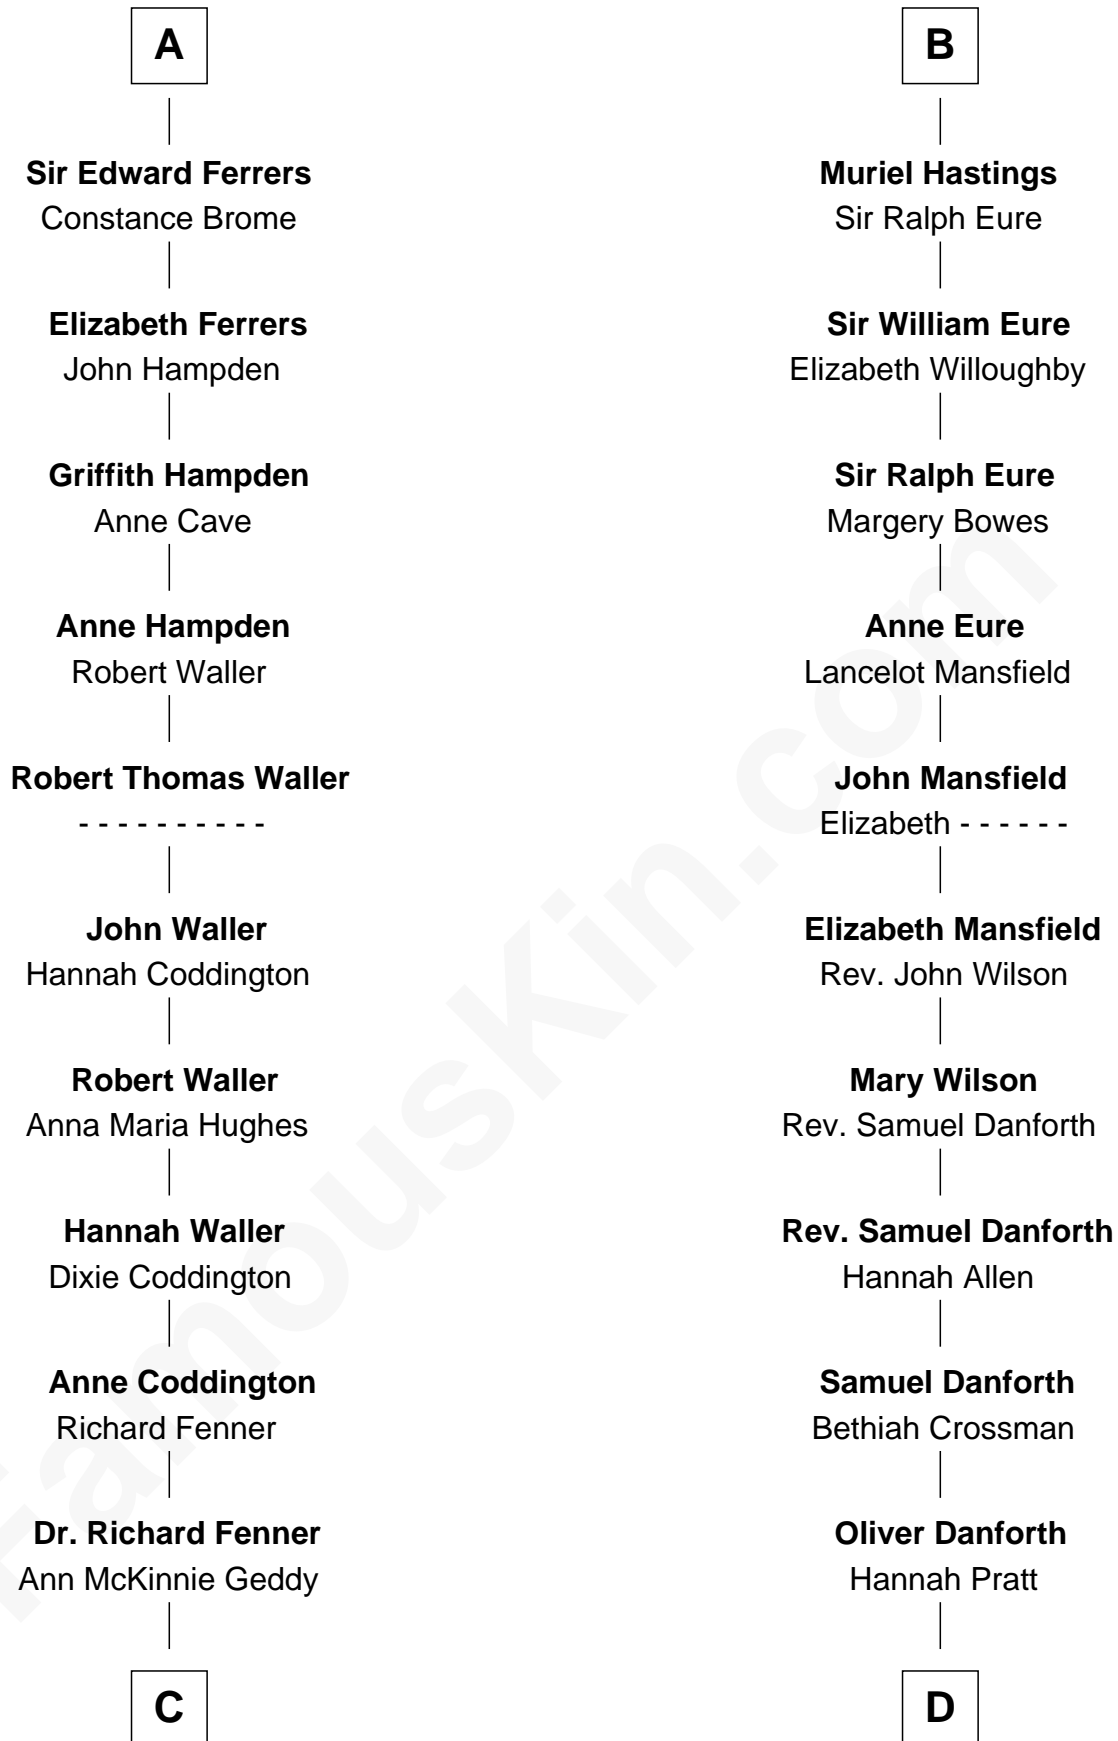 A
Sir Edward Ferrers
Constance Brome
Elizabeth Ferrers
John Hampden
Griffith Hampden
Anne Cave
Anne Hampden
Robert Waller
Robert Thomas Waller
- - - - - - - - - -
John Waller
Hannah Coddington
Robert Waller
Anna Maria Hughes
Hannah Waller
Dixie Coddington
Anne Coddington
Richard Fenner
Dr. Richard Fenner
Ann McKinnie Geddy
C
B
Muriel Hastings
Sir Ralph Eure
Sir William Eure
Elizabeth Willoughby
Sir Ralph Eure
Margery Bowes
Anne Eure
Lancelot Mansfield
John Mansfield
Elizabeth - - - - - -
Elizabeth Mansfield
Rev. John Wilson
Mary Wilson
Rev. Samuel Danforth
Rev. Samuel Danforth
Hannah Allen
Samuel Danforth
Bethiah Crossman
Oliver Danforth
Hannah Pratt
D
FamousKin.com